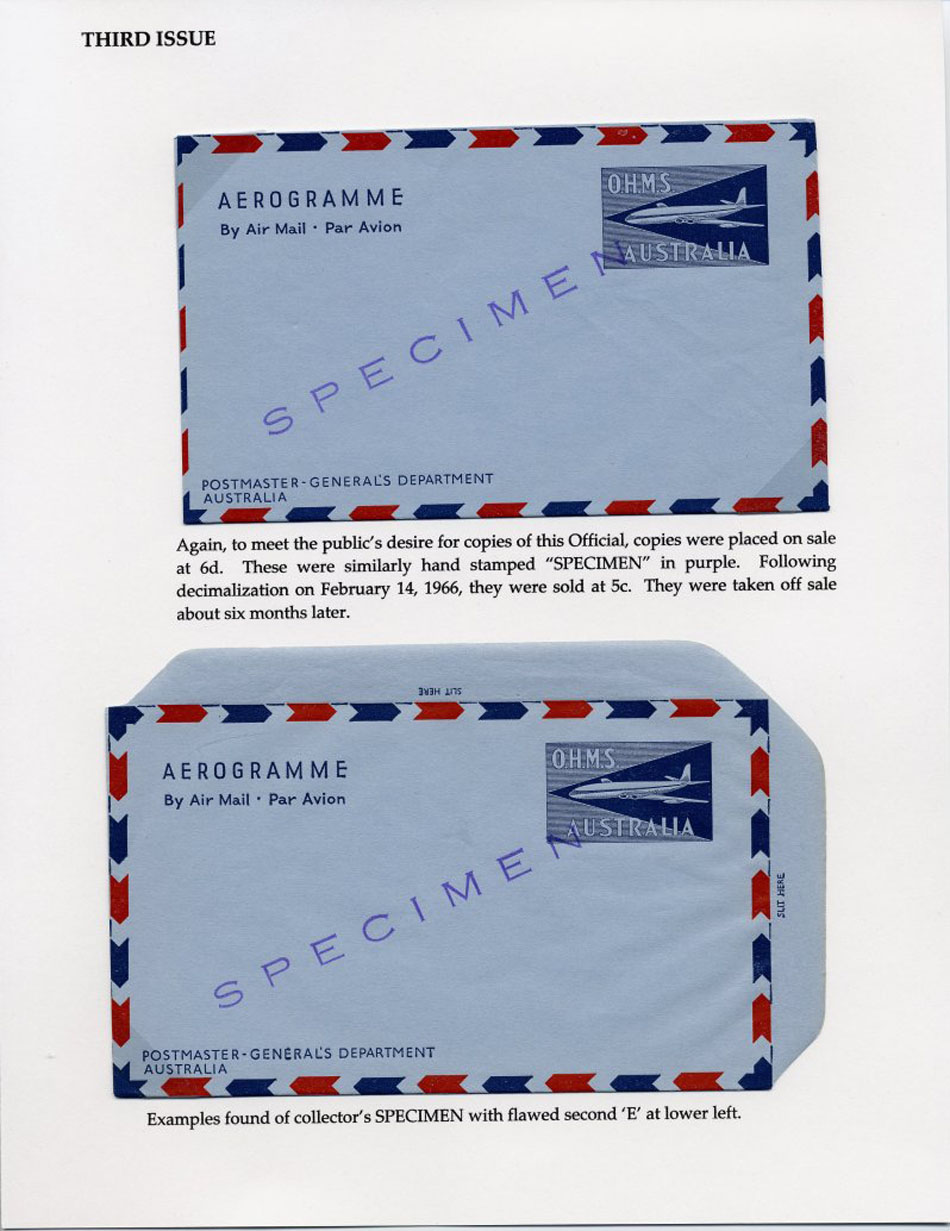 THIRD ISSUE
AEROGRAMME
By Air Mail · Par Avion
O.H.M.S.
AUSTRALIA
SPECIMEN
POSTMASTER-GENERAL'S DEPARTMENT
AUSTRALIA
Again, to meet the public's desire for copies of this Official, copies were placed on sale
at 6d. These were similarly hand stamped "SPECIMEN" in purple. Following
decimalization on February 14, 1966, they were sold at 5c. They were taken off sale
about six months later.
SLIT HERE
AEROGRAMME
By Air Mail · Par Avion
O.H.M.S.
AUSTRALIA
SPECIMEN
SLIT HERE
POSTMASTER-GENERAL'S DEPARTMENT
AUSTRALIA
Examples found of collector's SPECIMEN with flawed second 'E' at lower left.